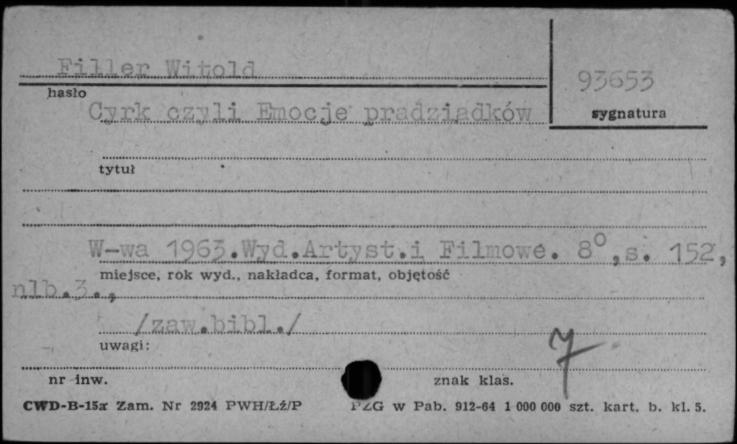 Filler Witold
93653
hasło
sygnatura
Cyrk czyli Emocje pradziadków
tytuł
W-wa 1963.Wyd.Artyst.i Filmowe. 8°,s. 152,
miejsce, rok wyd., nakładca, format, objętość
nlb.3.,
/zaw.bibl./
uwagi:
7
nr inw.
znak klas.
CWD-B-15x Zam. Nr 2924 PWH/Łż/P PZG w Pab. 912-64 1 000 000 szt. kart. b. kl. 5.